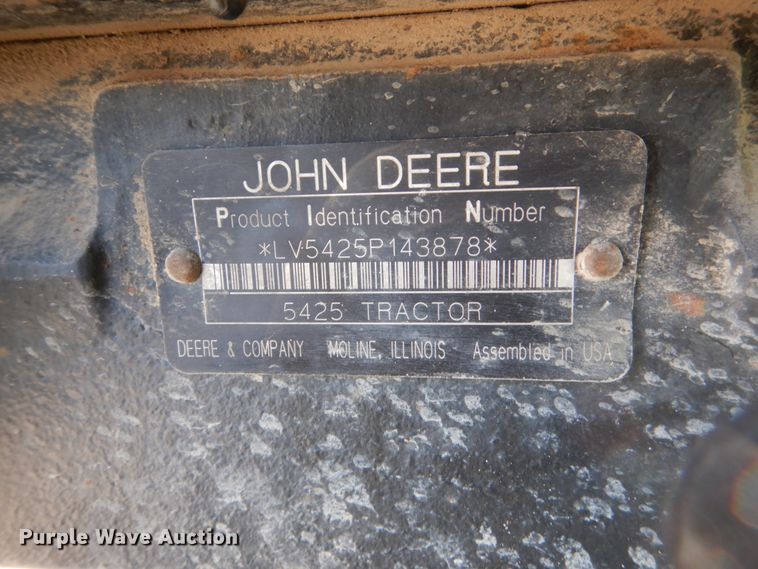 JOHN DEERE
Product Identification Number
*LV5425P143878*
5425 TRACTOR
DEERE & COMPANY MOLINE, ILLINOIS Assembled in USA
Purple Wave Auction